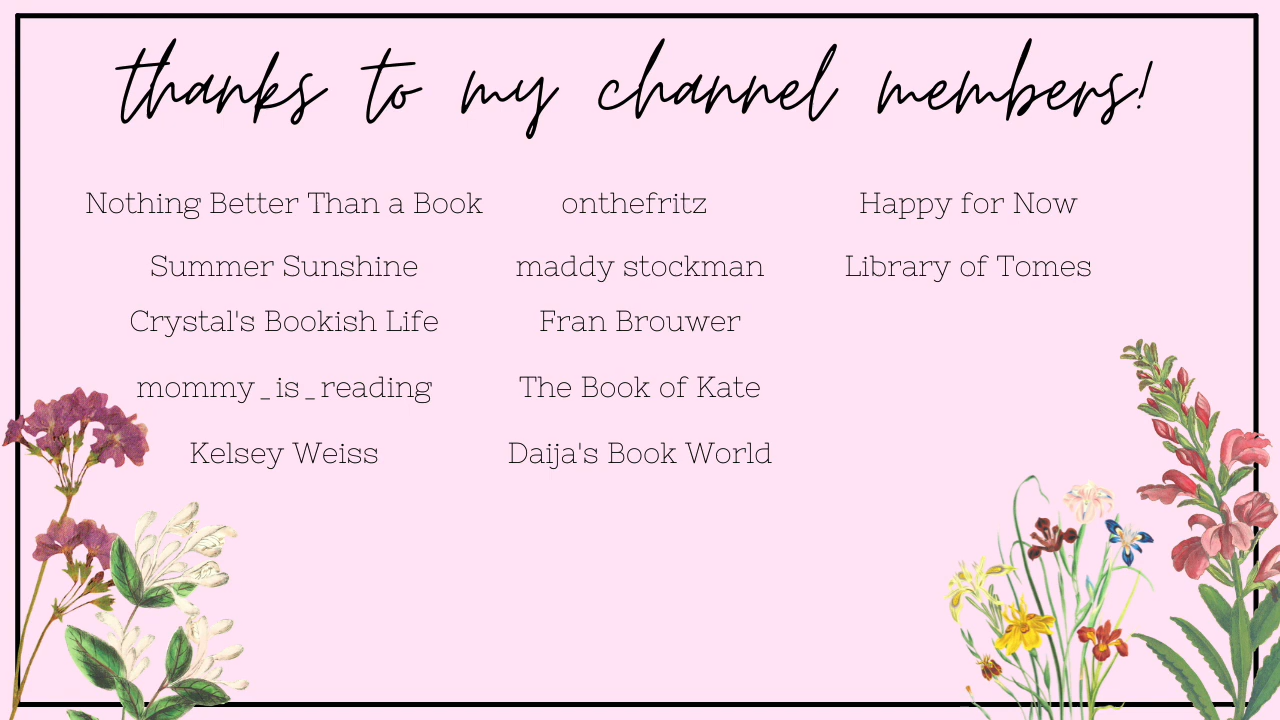 thanks to my channel members!
Nothing Better Than a Book
Summer Sunshine
Crystal's Bookish Life
mommy_is_reading
Kelsey Weiss
onthefritz
maddy stockman
Fran Brouwer
The Book of Kate
Daija's Book World
Happy for Now
Library of Tomes